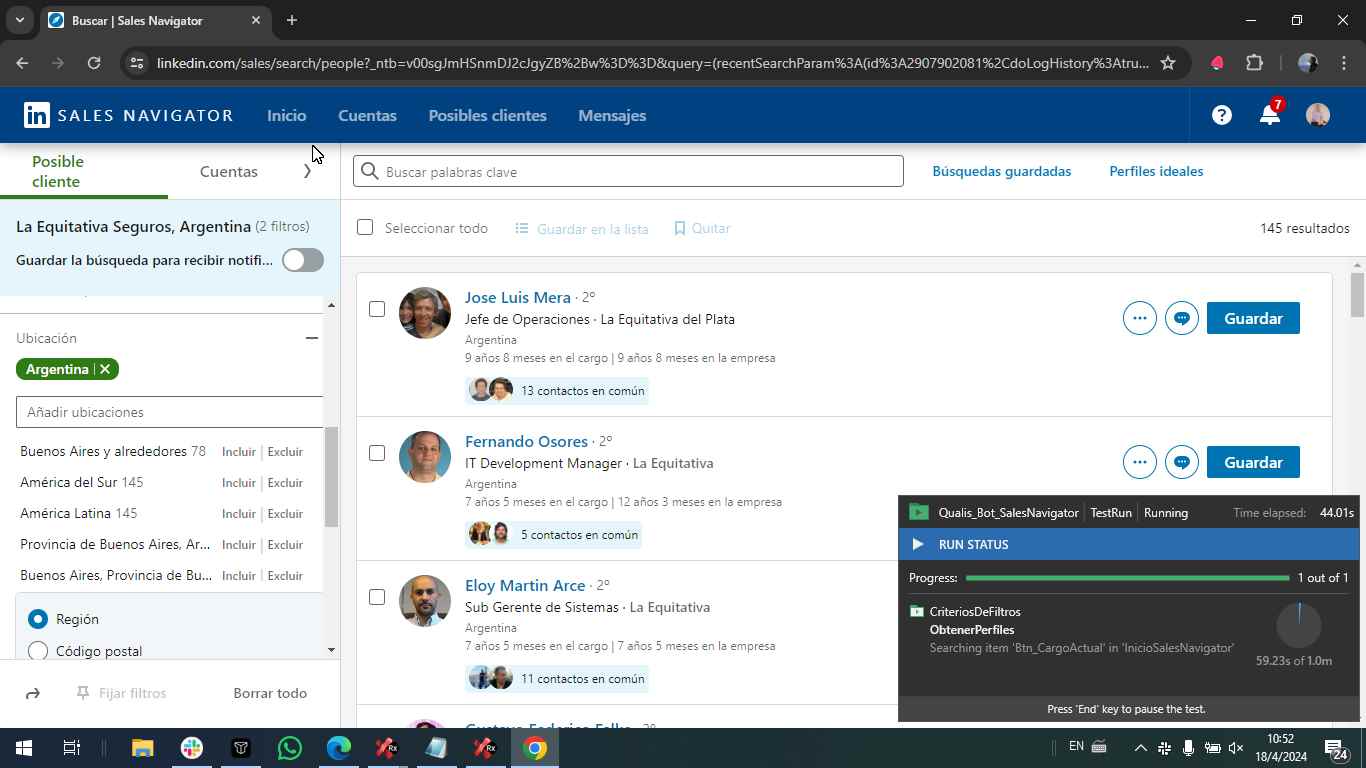 Buscar | Sales Navigator
linkedin.com/sales/search/people?_ntb=v00sgJmHSnmDJ2cJgyZB%2Bw%3D%3D&query=(recentSearchParam%3A(id%3A2907902081%2CdoLogHistory%3Atru...
in SALES NAVIGATOR Inicio Cuentas Posibles clientes Mensajes 7
Posible
cliente
Cuentas
Buscar palabras clave
Búsquedas guardadas
Perfiles ideales
La Equitativa Seguros, Argentina (2 filtros)
Guardar la búsqueda para recibir notifi...
Seleccionar todo
Guardar en la lista
Quitar
145 resultados
Ubicación
Argentina
Añadir ubicaciones
Buenos Aires y alrededores 78 Incluir | Excluir
América del Sur 145 Incluir | Excluir
América Latina 145 Incluir | Excluir
Provincia de Buenos Aires, Ar... Incluir | Excluir
Buenos Aires, Provincia de Bu... Incluir | Excluir
Región
Código postal
Fijar filtros
Borrar todo
Jose Luis Mera · 2º
Jefe de Operaciones · La Equitativa del Plata
Argentina
9 años 8 meses en el cargo | 9 años 8 meses en la empresa
13 contactos en común
Guardar
Fernando Osores · 2º
IT Development Manager · La Equitativa
Argentina
7 años 5 meses en el cargo | 12 años 3 meses en la empresa
5 contactos en común
Guardar
Eloy Martin Arce · 2º
Sub Gerente de Sistemas · La Equitativa
Argentina
7 años 5 meses en el cargo | 7 años 5 meses en la empresa
11 contactos en común
Qualis_Bot_SalesNavigator | TestRun | Running
Time elapsed: 44.01s
RUN STATUS
Progress: 1 out of 1
CriteriosDeFiltros
ObtenerPerfiles
Searching item 'Btn_CargoActual' in 'InicioSalesNavigator'
59.23s of 1.0m
Press 'End' key to pause the test.
EN
10:52
18/4/2024
24